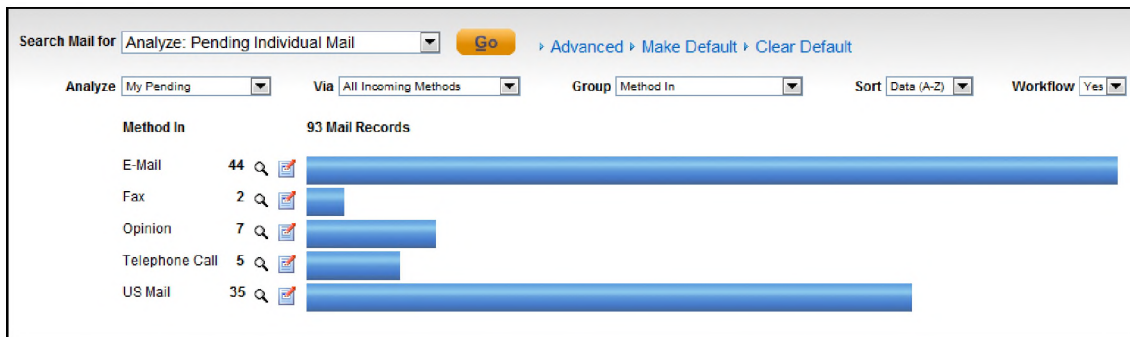 Search Mail for Analyze: Pending Individual Mail Go Advanced Make Default Clear Default
Analyze My Pending Via All Incoming Methods Group Method In Sort Data (A-Z) Workflow Yes
Method In 93 Mail Records
E-Mail 44
Fax 2
Opinion 7
Telephone Call 5
US Mail 35